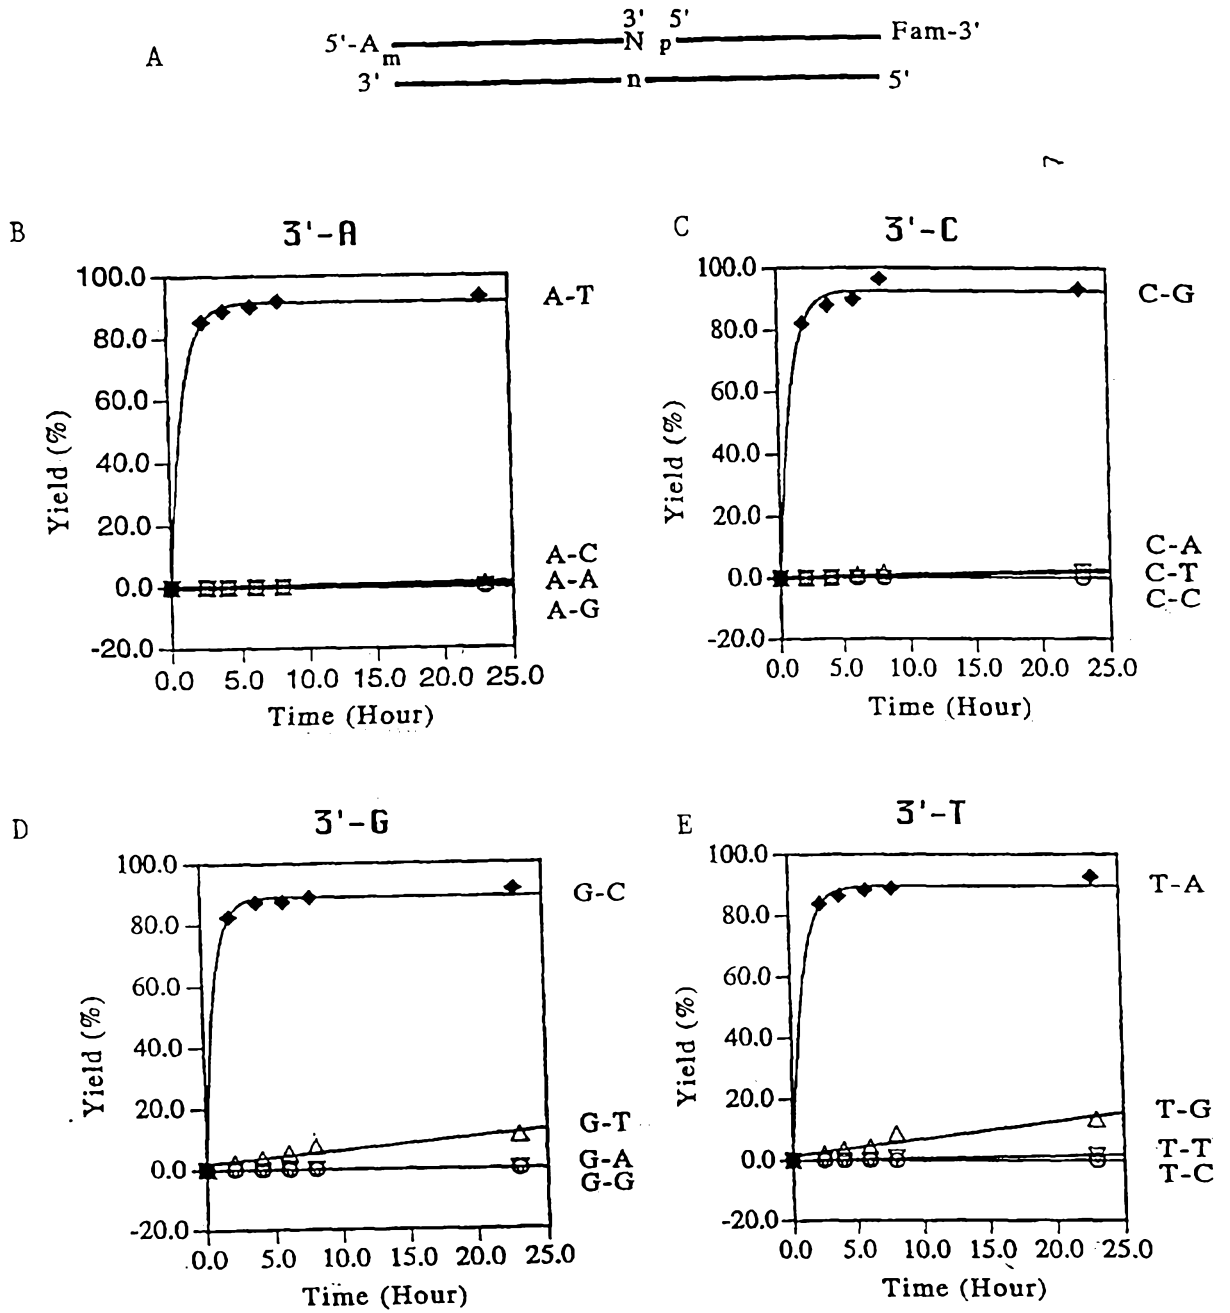 A
3' 5'
5'-Am N p Fam-3'
3' n 5'
7
B
3'-A
100.0
80.0
60.0
40.0
20.0
0.0
-20.0
Yield (%)
0.0 5.0 10.0 15.0 20.0 25.0
Time (Hour)
A-T
A-C
A-A
A-G
C
3'-C
100.0
80.0
60.0
40.0
20.0
0.0
-20.0
Yield (%)
0.0 5.0 10.0 15.0 20.0 25.0
Time (Hour)
C-G
C-A
C-T
C-C
D
3'-G
100.0
80.0
60.0
40.0
20.0
0.0
-20.0
Yield (%)
0.0 5.0 10.0 15.0 20.0 25.0
Time (Hour)
G-C
G-T
G-A
G-G
E
3'-T
100.0
80.0
60.0
40.0
20.0
0.0
-20.0
Yield (%)
0.0 5.0 10.0 15.0 20.0 25.0
Time (Hour)
T-A
T-G
T-T
T-C